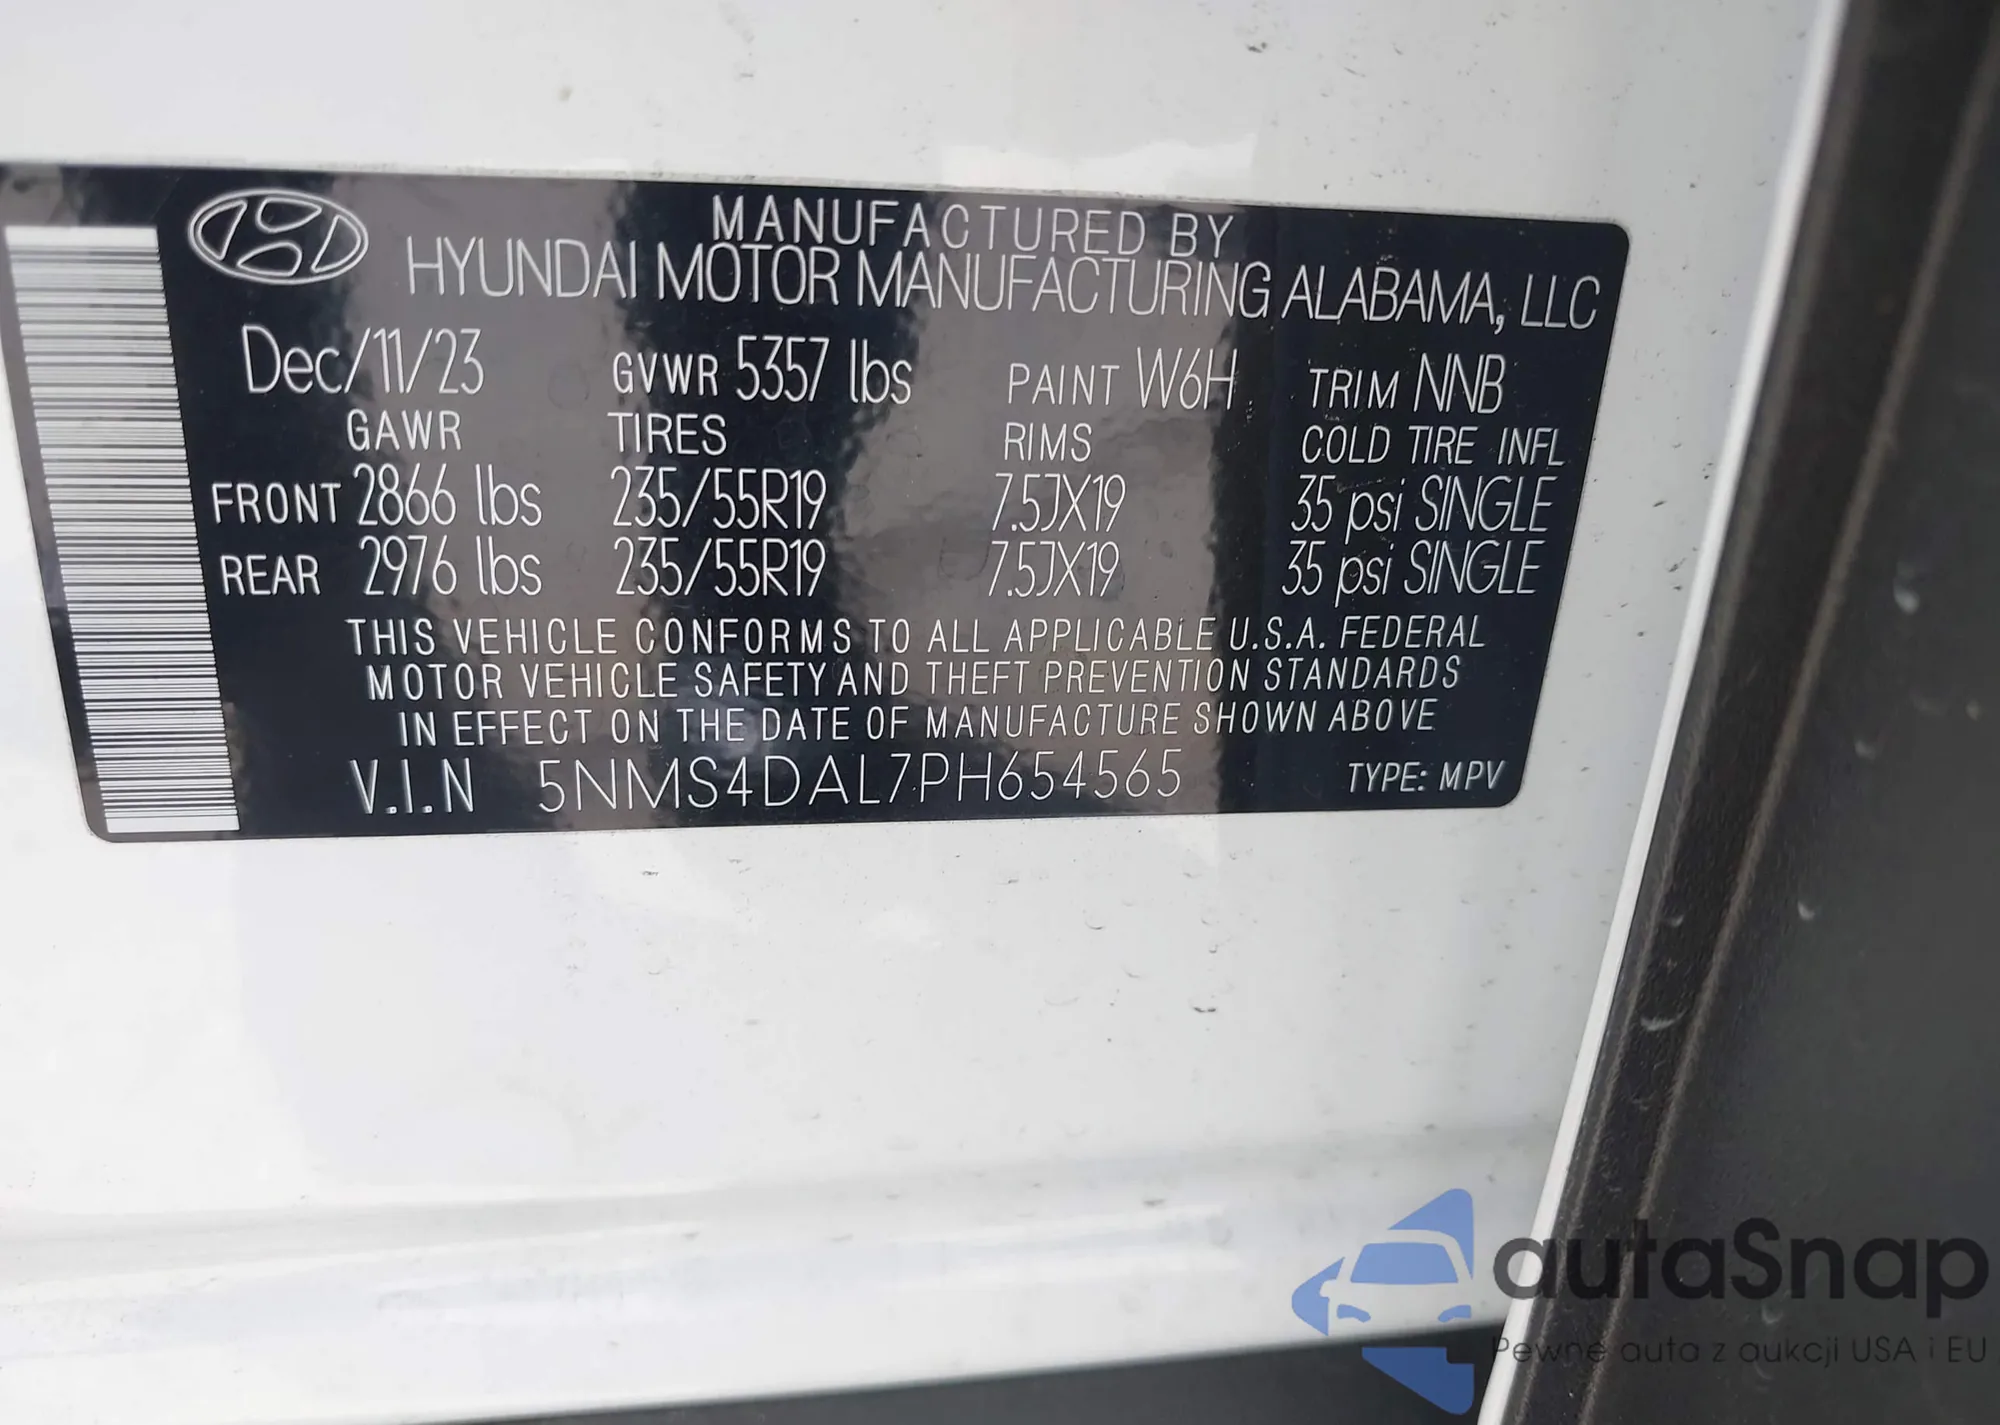 MANUFACTURED BY
HYUNDAI MOTOR MANUFACTURING ALABAMA, LLC
Dec/11/23 GVWR 5357 lbs PAINT W6H TRIM NNB
GAWR TIRES RIMS COLD TIRE INFL
FRONT 2866 lbs 235/55R19 7.5JX19 35 psi SINGLE
REAR 2976 lbs 235/55R19 7.5JX19 35 psi SINGLE
THIS VEHICLE CONFORMS TO ALL APPLICABLE U.S.A. FEDERAL
MOTOR VEHICLE SAFETY AND THEFT PREVENTION STANDARDS
IN EFFECT ON THE DATE OF MANUFACTURE SHOWN ABOVE
V.I.N 5NMS4DAL7PH654565 TYPE: MPV
autaSnap
Pewne auta z aukcji USA i EU